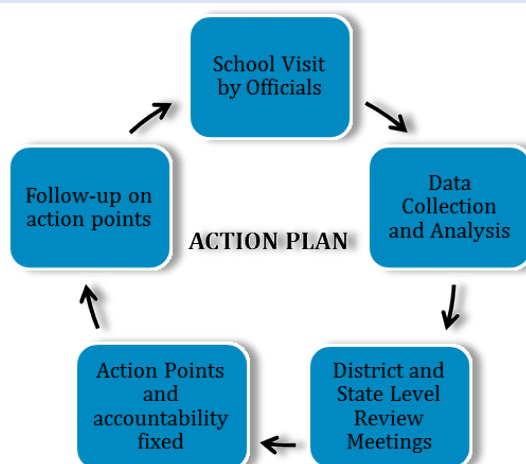 School Visit
by Officials
Data
Collection
and Analysis
District and
State Level
Review
Meetings
Action Points
and
accountability
fixed
Follow-up on
action points
ACTION PLAN